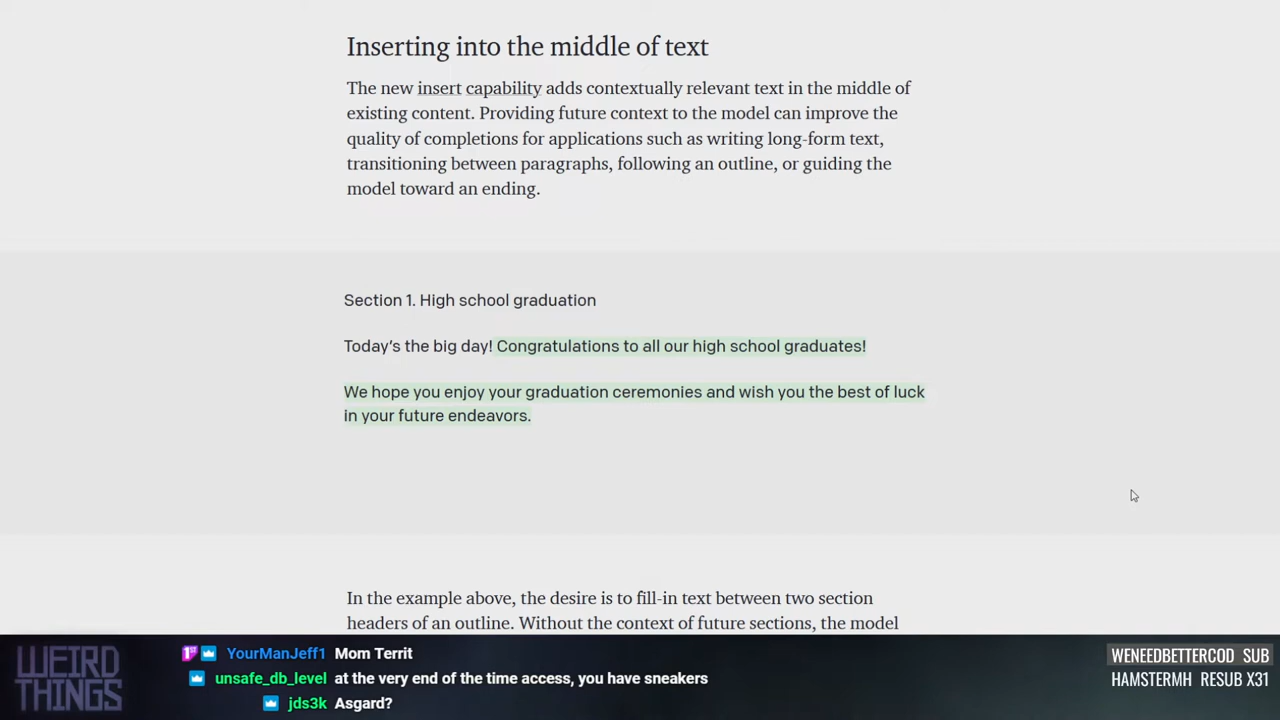 Inserting into the middle of text
The new insert capability adds contextually relevant text in the middle of
existing content. Providing future context to the model can improve the
quality of completions for applications such as writing long-form text,
transitioning between paragraphs, following an outline, or guiding the
model toward an ending.
Section 1. High school graduation
Today’s the big day! Congratulations to all our high school graduates!
We hope you enjoy your graduation ceremonies and wish you the best of luck
in your future endeavors.
In the example above, the desire is to fill-in text between two section
headers of an outline. Without the context of future sections, the model
WEIRD
THINGS
YourManJeff1 Mom Territ
unsafe_db_level at the very end of the time access, you have sneakers
jds3k Asgard?
WENEEDBETTERCOD SUB
HAMSTERMH RESUB X31